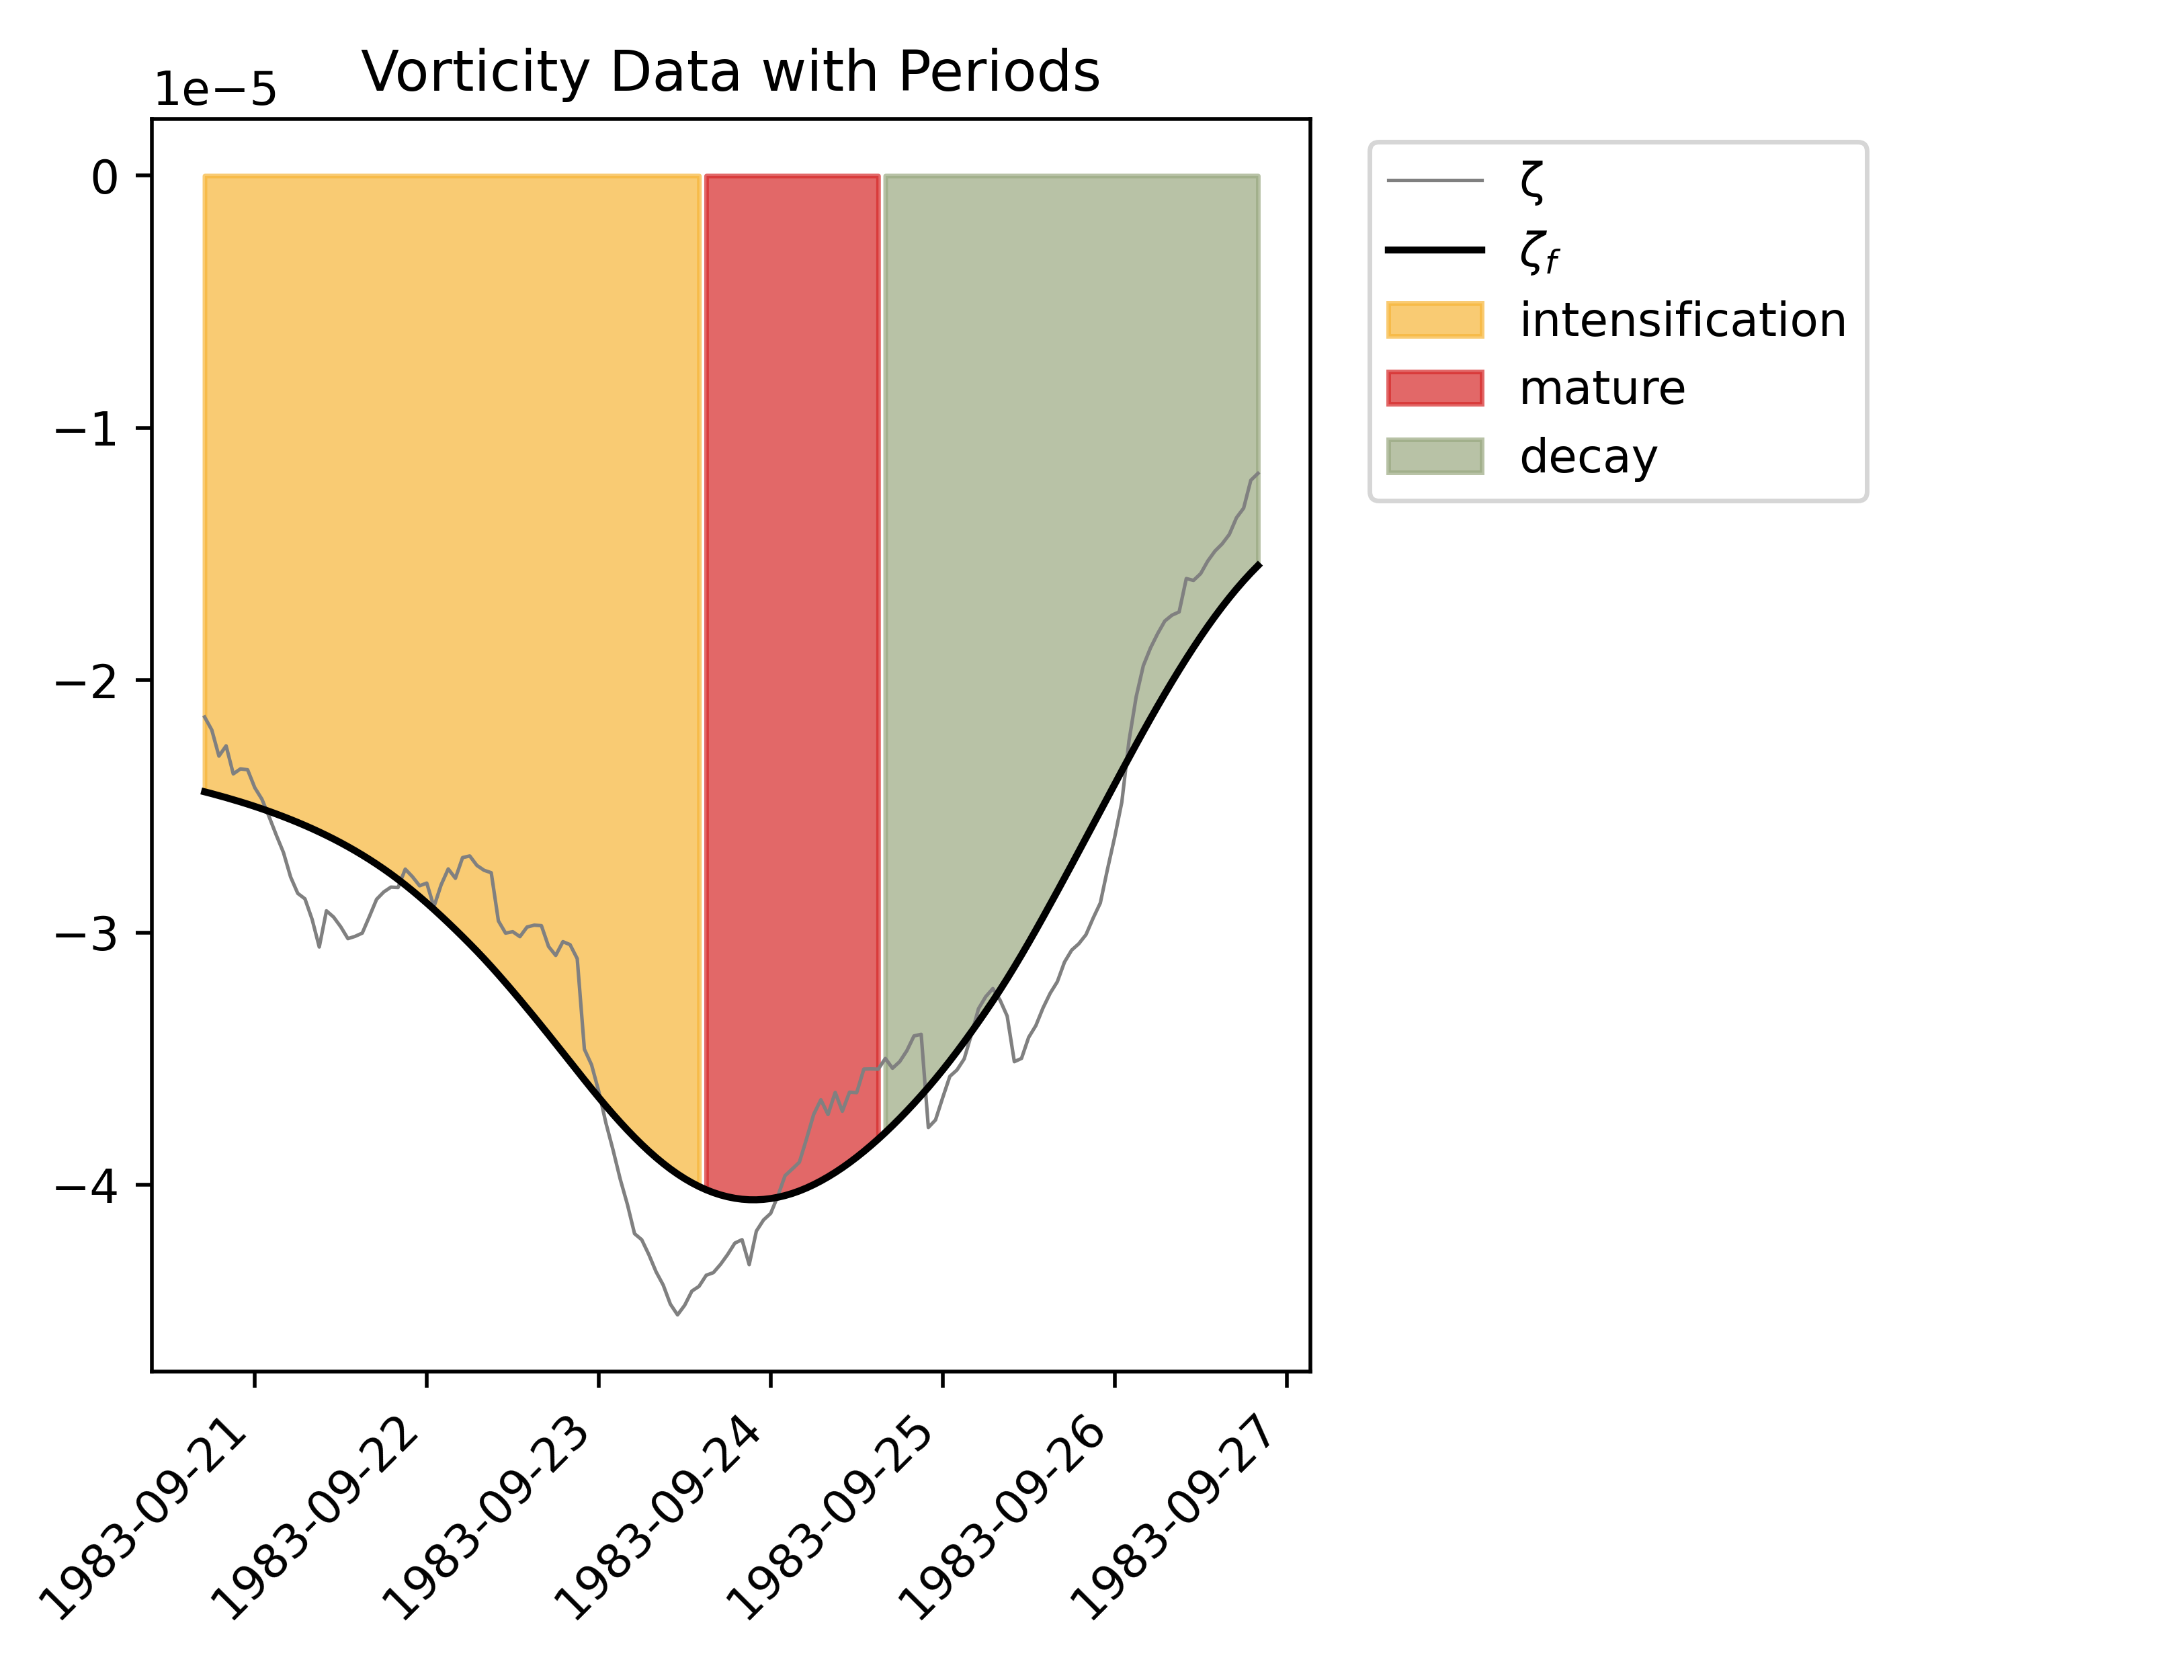 Vorticity Data with Periods
1e−5
0
−1
−2
−3
−4
1983-09-21
1983-09-22
1983-09-23
1983-09-24
1983-09-25
1983-09-26
1983-09-27
ζ
ζf
intensification
mature
decay